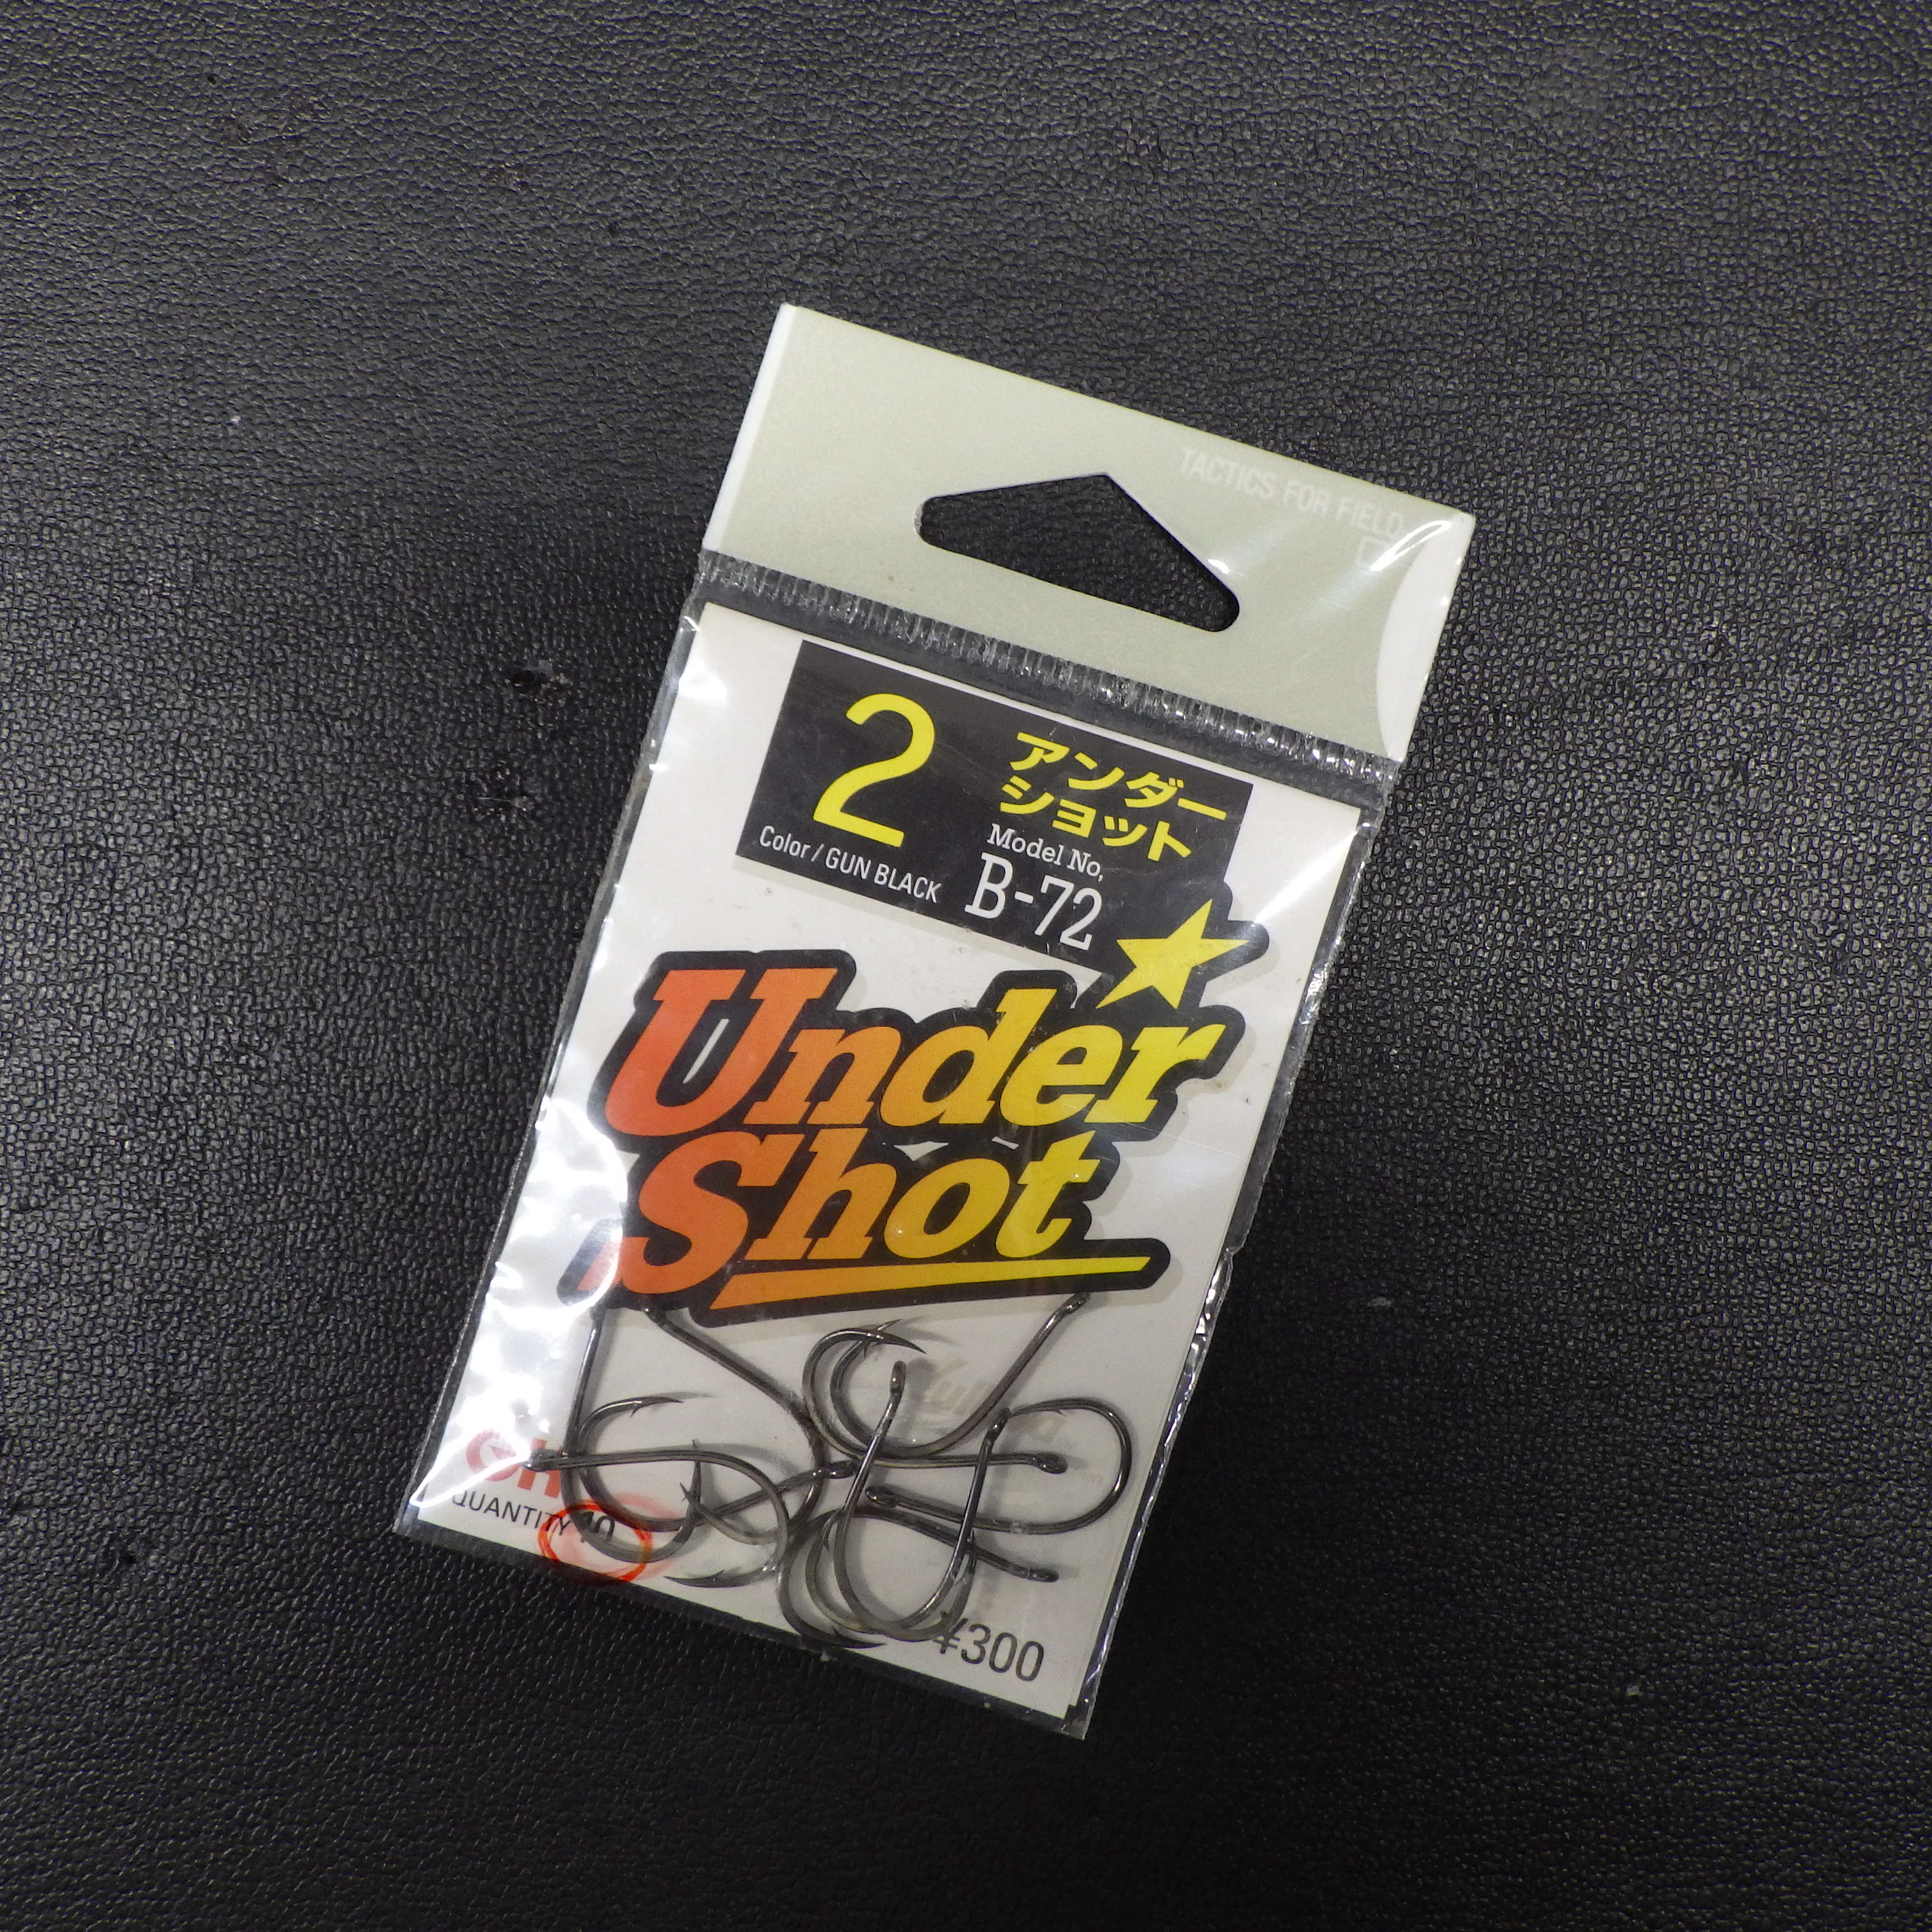 TACTICS FOR FIELD
2
アンダー
ショット
Color / GUN BLACK
Model No.
B-72
Under
Shot
QUANTITY 10
¥300